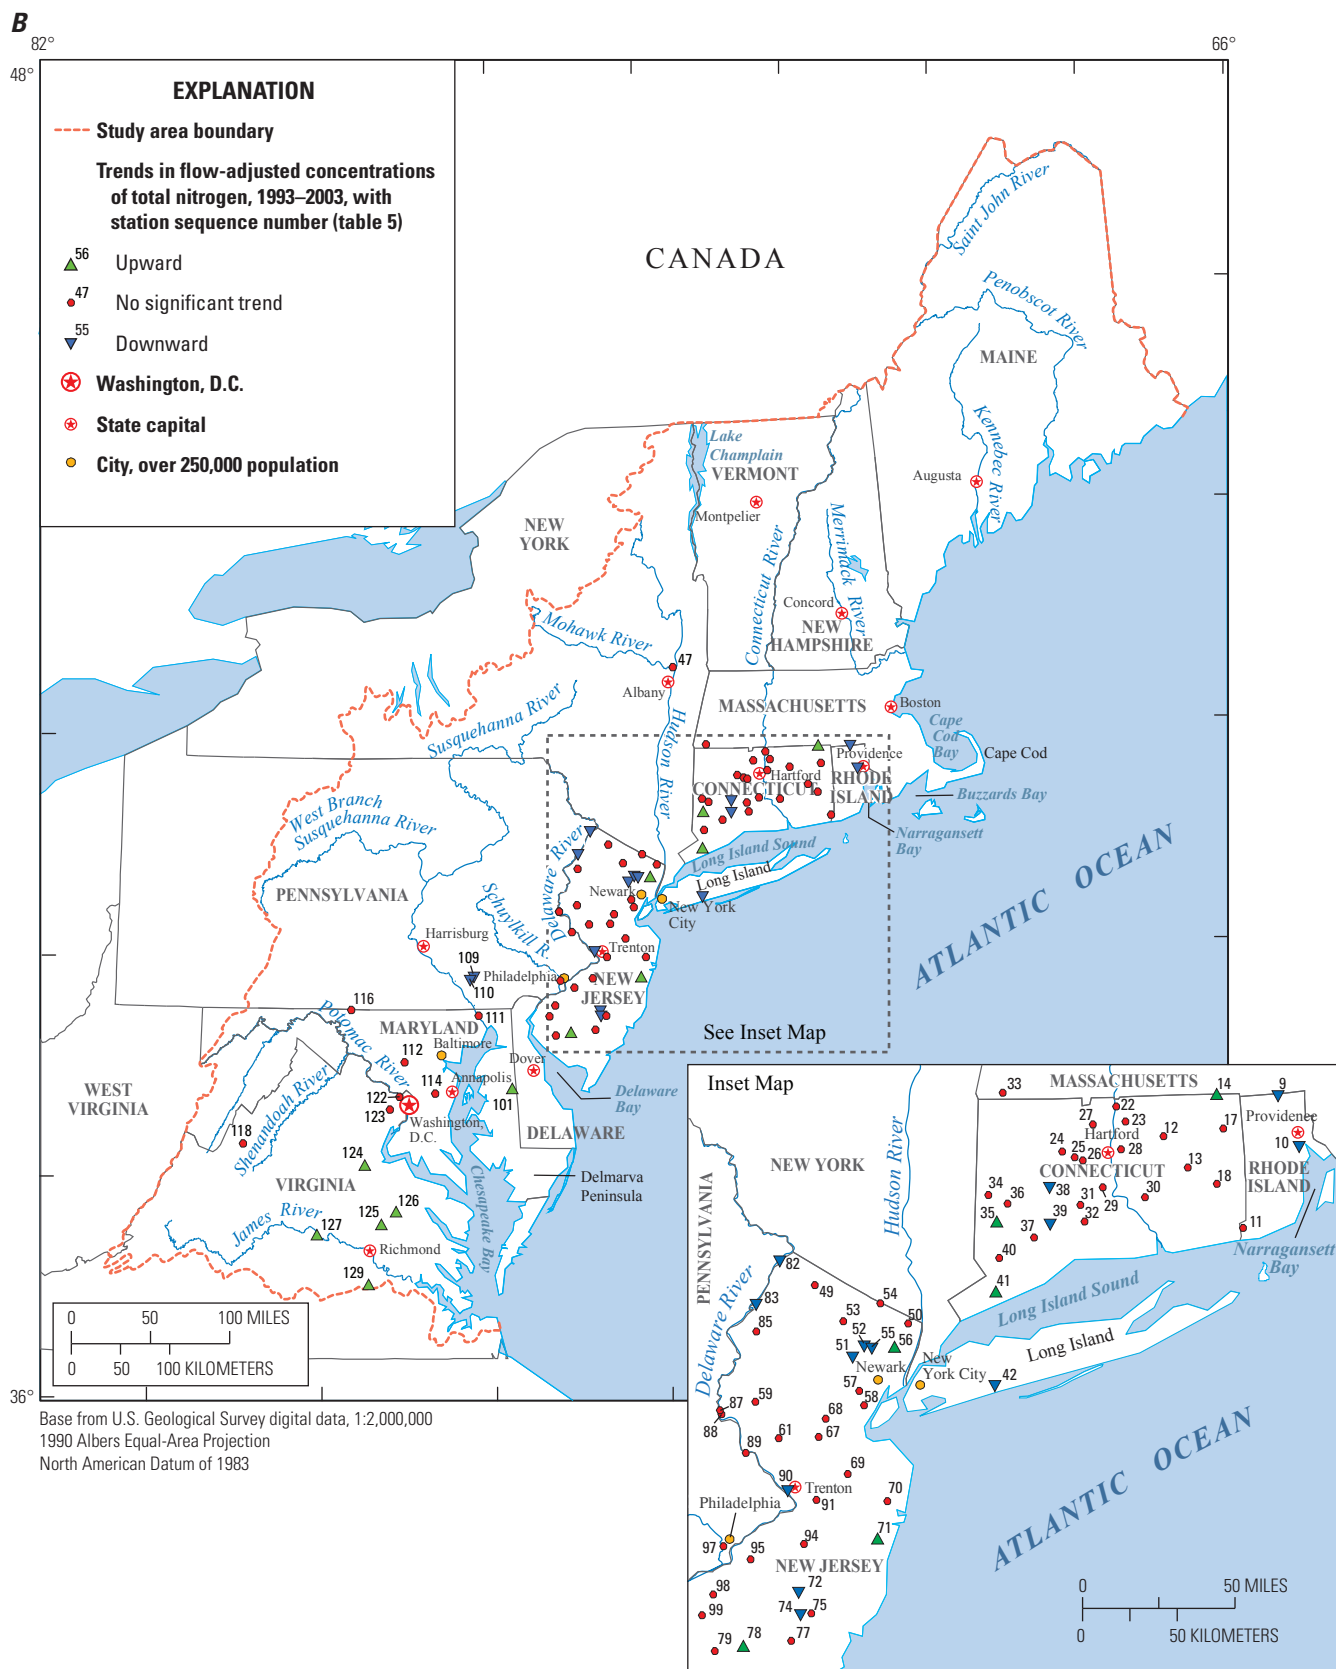 B
82°
66°
48°
EXPLANATION
Study area boundary
Trends in flow-adjusted concentrations
of total nitrogen, 1993–2003, with
station sequence number (table 5)
56
Upward
47
No significant trend
55
Downward
Washington, D.C.
State capital
City, over 250,000 population
CANADA
Saint John River
Penobscot River
MAINE
Kennebec River
Augusta
Lake
Champlain
VERMONT
Montpelier
Connecticut River
Merrimack River
Concord
NEW
HAMPSHIRE
NEW
YORK
Mohawk River
47
Albany
Hudson River
MASSACHUSETTS
Boston
Cape
Cod
Bay
Cape Cod
Providence
Hartford
CONNECTICUT
RHODE
ISLAND
Buzzards Bay
Narragansett
Bay
Long Island Sound
Long Island
Susquehanna River
West Branch
Susquehanna River
PENNSYLVANIA
Delaware River
Schuylkill R.
Newark
New York
City
Harrisburg
Trenton
109
110
Philadelphia
NEW
JERSEY
ATLANTIC OCEAN
See Inset Map
116
Potomac River
MARYLAND
111
Baltimore
112
Dover
114
Annapolis
101
122
123
Washington,
D.C.
Delaware
Bay
DELAWARE
WEST
VIRGINIA
Shenandoah River
118
124
VIRGINIA
Delmarva
Peninsula
Chesapeake Bay
126
125
James River
127
Richmond
129
0 50 100 MILES
0 50 100 KILOMETERS
36°
Base from U.S. Geological Survey digital data, 1:2,000,000
1990 Albers Equal-Area Projection
North American Datum of 1983
Inset Map
33
MASSACHUSETTS
14
9
22
27
23
Hartford
12
17
Providence
10
24
25
26
28
NEW YORK
Hudson River
CONNECTICUT
13
RHODE
ISLAND
34
36
38
31
29
30
18
35
39
32
37
11
40
Narragansett
Bay
41
Long Island Sound
Long Island
PENNSYLVANIA
Delaware River
82
83
49
54
85
53
50
52
55
56
51
Newark
New
York City
42
57
58
59
87
88
68
67
61
89
69
90
Trenton
70
91
Philadelphia
71
97
94
95
NEW JERSEY
72
98
74
75
99
79
78
77
ATLANTIC OCEAN
0 50 MILES
0 50 KILOMETERS